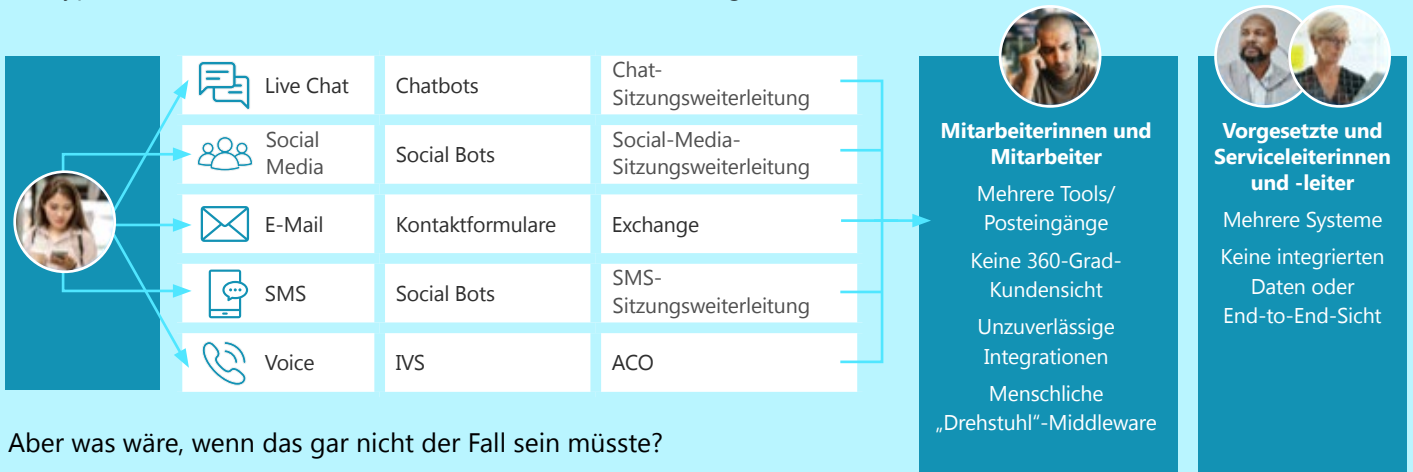 Live Chat
Chatbots
Chat-
Sitzungsweiterleitung
Social
Media
Social Bots
Social-Media-
Sitzungsweiterleitung
E-Mail
Kontaktformulare
Exchange
SMS
Social Bots
SMS-
Sitzungsweiterleitung
Voice
IVS
ACO
Mitarbeiterinnen und
Mitarbeiter
Mehrere Tools/
Posteingänge
Keine 360-Grad-
Kundensicht
Unzuverlässige
Integrationen
Menschliche
„Drehstuhl“-Middleware
Vorgesetzte und
Serviceleiterinnen
und -leiter
Mehrere Systeme
Keine integrierten
Daten oder
End-to-End-Sicht
Aber was wäre, wenn das gar nicht der Fall sein müsste?